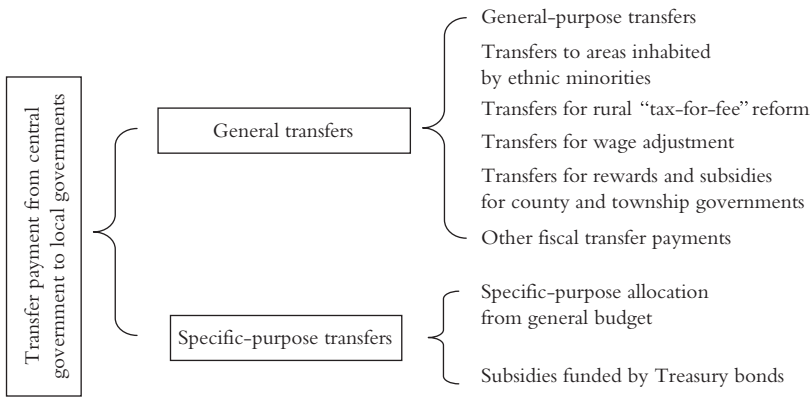 Transfer payment from central
government to local governments
General transfers
General-purpose transfers
Transfers to areas inhabited
by ethnic minorities
Transfers for rural “tax-for-fee” reform
Transfers for wage adjustment
Transfers for rewards and subsidies
for county and township governments
Other fiscal transfer payments
Specific-purpose transfers
Specific-purpose allocation
from general budget
Subsidies funded by Treasury bonds